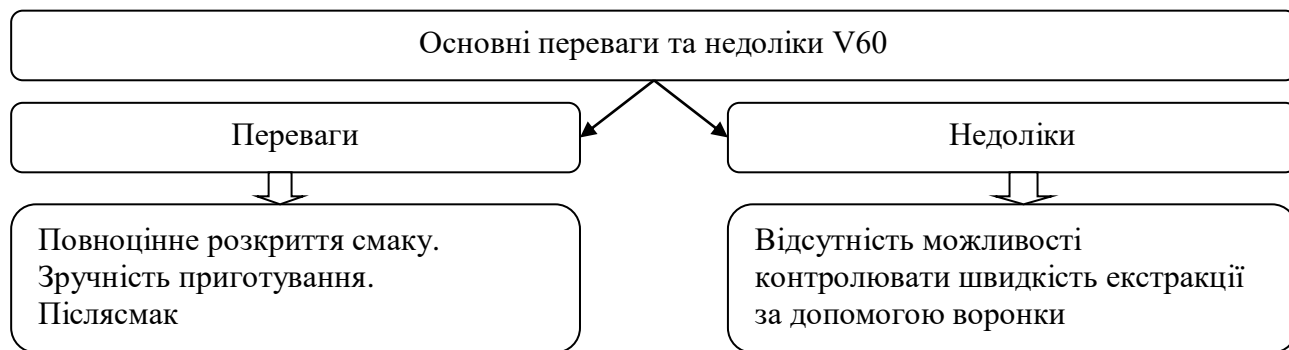 Основні переваги та недоліки V60
Переваги
Недоліки
Повноцінне розкриття смаку.
Зручність приготування.
Післясмак
Відсутність можливості
контролювати швидкість екстракції
за допомогою воронки